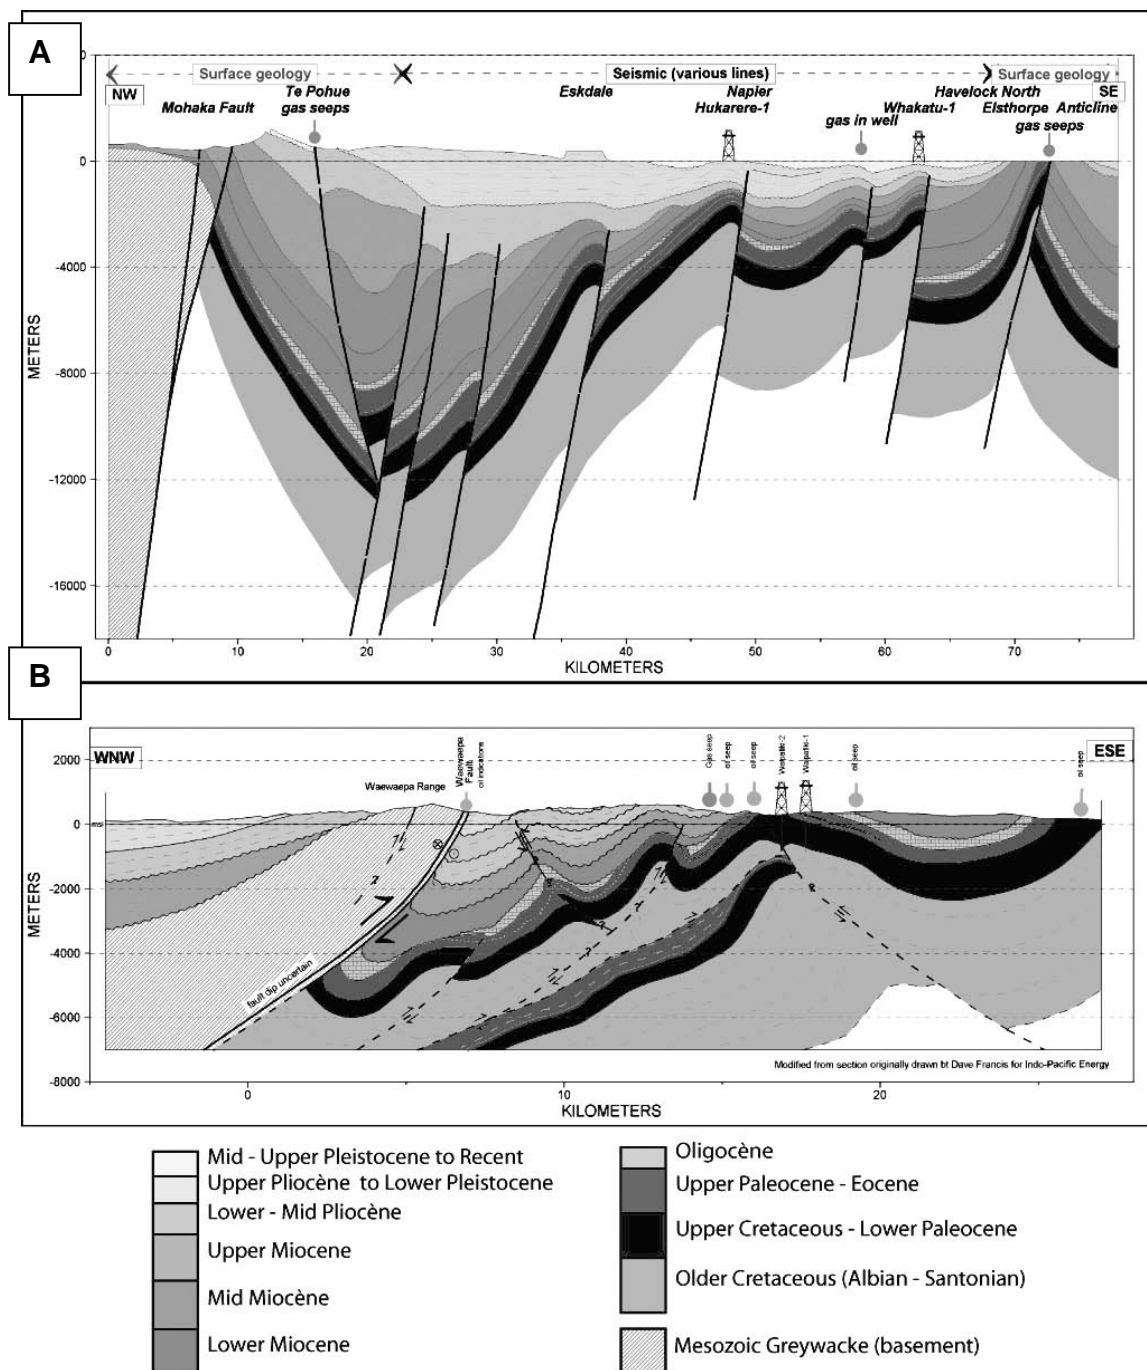 A
Surface geology
Seismic (various lines)
Surface geology
NW
SE
Mohaka Fault
Te Pohue
gas seeps
Eskdale
Napier
Hukarere-1
gas in well
Whakatu-1
Havelock North
Elsthorpe Anticline
gas seeps
0
-4000
-8000
-12000
-16000
METERS
0 10 20 30 40 50 60 70
KILOMETERS
B
WNW
ESE
Waewaepa Range
Waewaepa
Fault
oil indications
Gas seep
oil seep
oil seep
Waipatiki-2
Waipatiki-1
oil seep
oil seep
2000
0
-2000
-4000
-6000
-8000
METERS
fault dip uncertain
? ? ? ? ? ?
Modified from section originally drawn bt Dave Francis for Indo-Pacific Energy
0 10 20
KILOMETERS
Mid - Upper Pleistocene to Recent
Upper Pliocène to Lower Pleistocene
Lower - Mid Pliocène
Upper Miocene
Mid Miocène
Lower Miocene
Oligocène
Upper Paleocene - Eocene
Upper Cretaceous - Lower Paleocene
Older Cretaceous (Albian - Santonian)
Mesozoic Greywacke (basement)